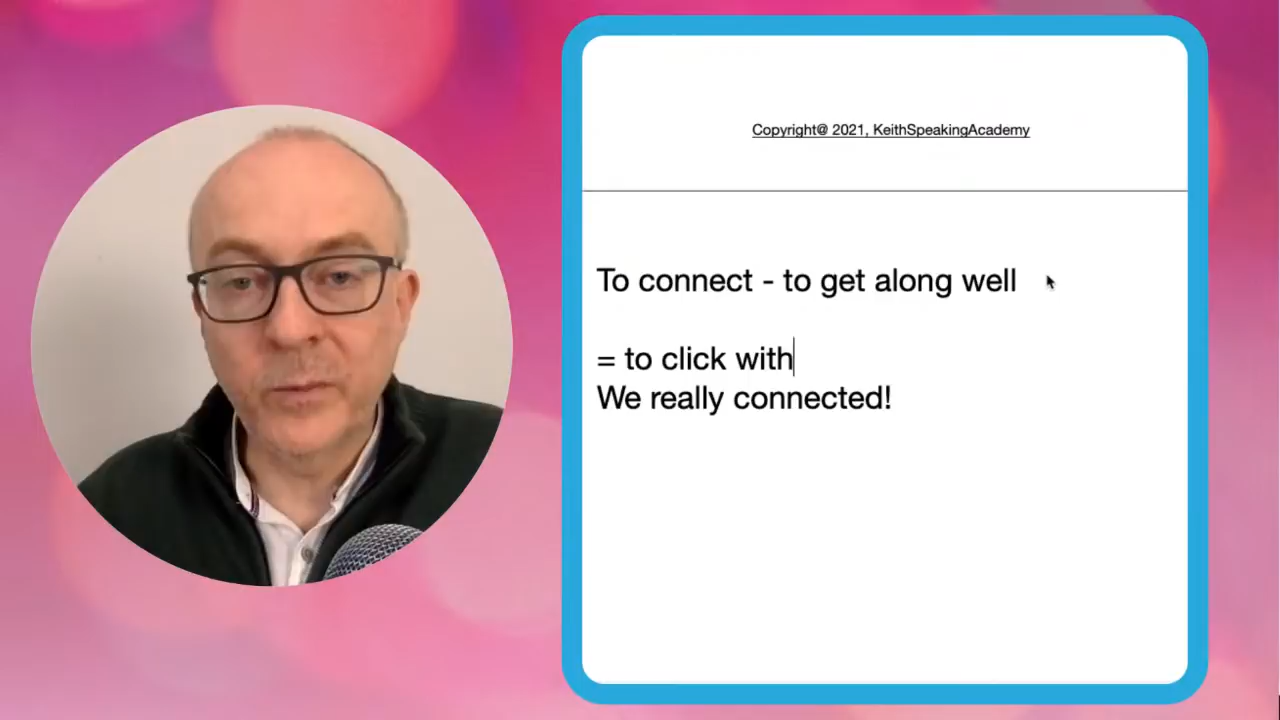 Copyright@ 2021, KeithSpeakingAcademy
To connect - to get along well
= to click with
We really connected!